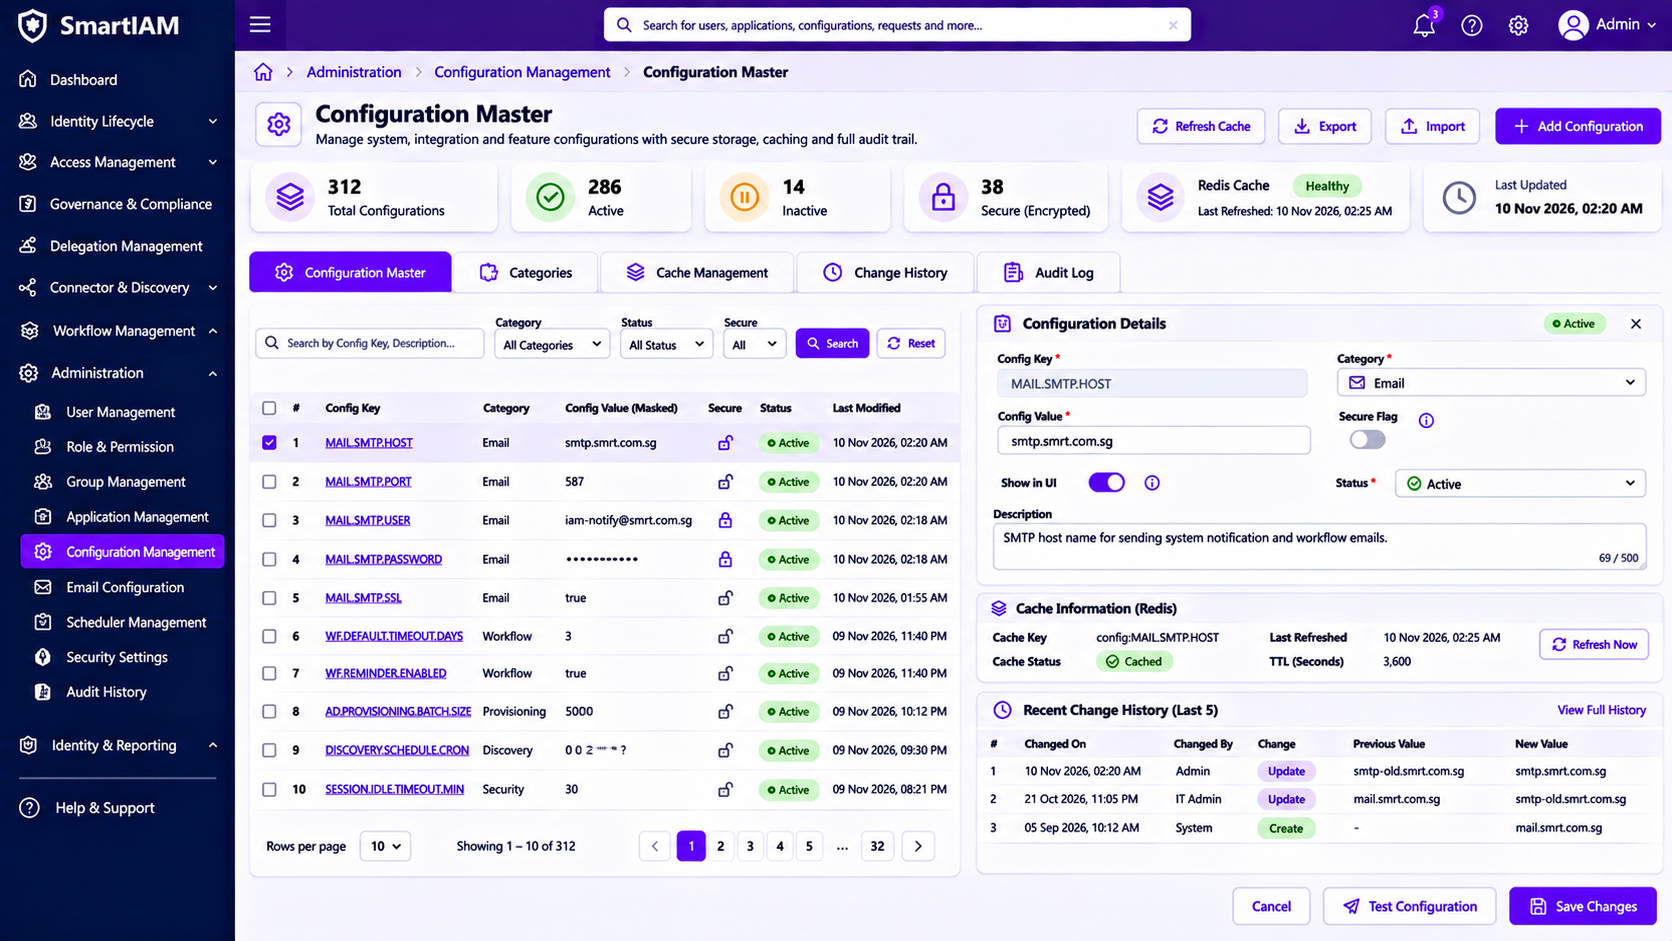 SmartIAM
Search for users, applications, configurations, requests and more...
3
Admin
Dashboard
Identity Lifecycle
Access Management
Governance & Compliance
Delegation Management
Connector & Discovery
Workflow Management
Administration
User Management
Role & Permission
Group Management
Application Management
Configuration Management
Email Configuration
Scheduler Management
Security Settings
Audit History
Identity & Reporting
Help & Support
Administration > Configuration Management > Configuration Master
Configuration Master
Manage system, integration and feature configurations with secure storage, caching and full audit trail.
Refresh Cache
Export
Import
Add Configuration
312
Total Configurations
286
Active
14
Inactive
38
Secure (Encrypted)
Redis Cache Healthy
Last Refreshed: 10 Nov 2026, 02:25 AM
Last Updated
10 Nov 2026, 02:20 AM
Configuration Master
Categories
Cache Management
Change History
Audit Log
Search by Config Key, Description...
Category
All Categories
Status
All Status
Secure
All
Search
Reset
# Config Key Category Config Value (Masked) Secure Status Last Modified
1 MAIL.SMTP.HOST Email smtp.smrt.com.sg Active 10 Nov 2026, 02:20 AM
2 MAIL.SMTP.PORT Email 587 Active 10 Nov 2026, 02:20 AM
3 MAIL.SMTP.USER Email iam-notify@smrt.com.sg Active 10 Nov 2026, 02:18 AM
4 MAIL.SMTP.PASSWORD Email ••••••••••• Active 10 Nov 2026, 02:18 AM
5 MAIL.SMTP.SSL Email true Active 10 Nov 2026, 01:55 AM
6 WF.DEFAULT.TIMEOUT.DAYS Workflow 3 Active 09 Nov 2026, 11:40 PM
7 WF.REMINDER.ENABLED Workflow true Active 09 Nov 2026, 11:40 PM
8 AD.PROVISIONING.BATCH.SIZE Provisioning 5000 Active 09 Nov 2026, 10:12 PM
9 DISCOVERY.SCHEDULE.CRON Discovery 0 0 2 ? Active 09 Nov 2026, 09:30 PM
10 SESSION.IDLE.TIMEOUT.MIN Security 30 Active 09 Nov 2026, 08:21 PM
Rows per page 10
Showing 1 – 10 of 312
1 2 3 4 5 ... 32
Configuration Details
Active
Config Key *
MAIL.SMTP.HOST
Category *
Email
Config Value *
smtp.smrt.com.sg
Secure Flag
Show in UI
Status *
Active
Description
SMTP host name for sending system notification and workflow emails.
69 / 500
Cache Information (Redis)
Cache Key config:MAIL.SMTP.HOST Last Refreshed 10 Nov 2026, 02:25 AM
Cache Status Cached TTL (Seconds) 3,600
Refresh Now
Recent Change History (Last 5)
View Full History
# Changed On Changed By Change Previous Value New Value
1 10 Nov 2026, 02:20 AM Admin Update smtp-old.smrt.com.sg smtp.smrt.com.sg
2 21 Oct 2026, 11:05 PM IT Admin Update mail.smrt.com.sg smtp-old.smrt.com.sg
3 05 Sep 2026, 10:12 AM System Create - mail.smrt.com.sg
Cancel
Test Configuration
Save Changes